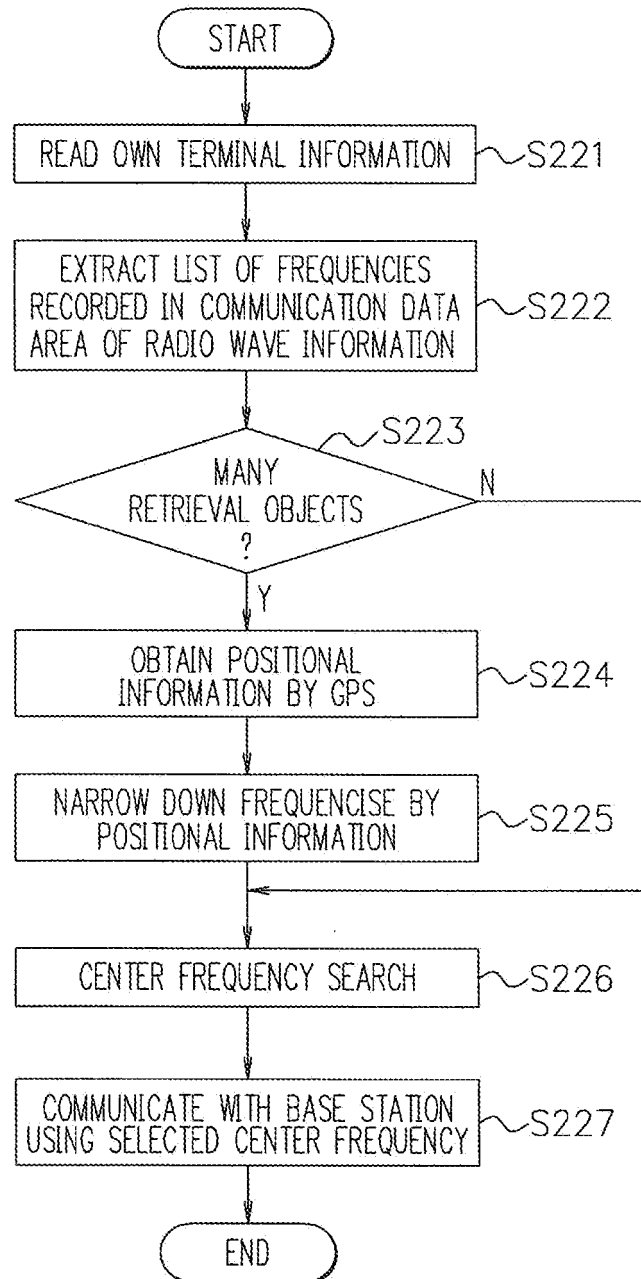 START
READ OWN TERMINAL INFORMATION
S221
EXTRACT LIST OF FREQUENCIES
RECORDED IN COMMUNICATION DATA
AREA OF RADIO WAVE INFORMATION
S222
S223
MANY
RETRIEVAL OBJECTS
?
N
Y
OBTAIN POSITIONAL
INFORMATION BY GPS
S224
NARROW DOWN FREQUENCISE BY
POSITIONAL INFORMATION
S225
CENTER FREQUENCY SEARCH
S226
COMMUNICATE WITH BASE STATION
USING SELECTED CENTER FREQUENCY
S227
END